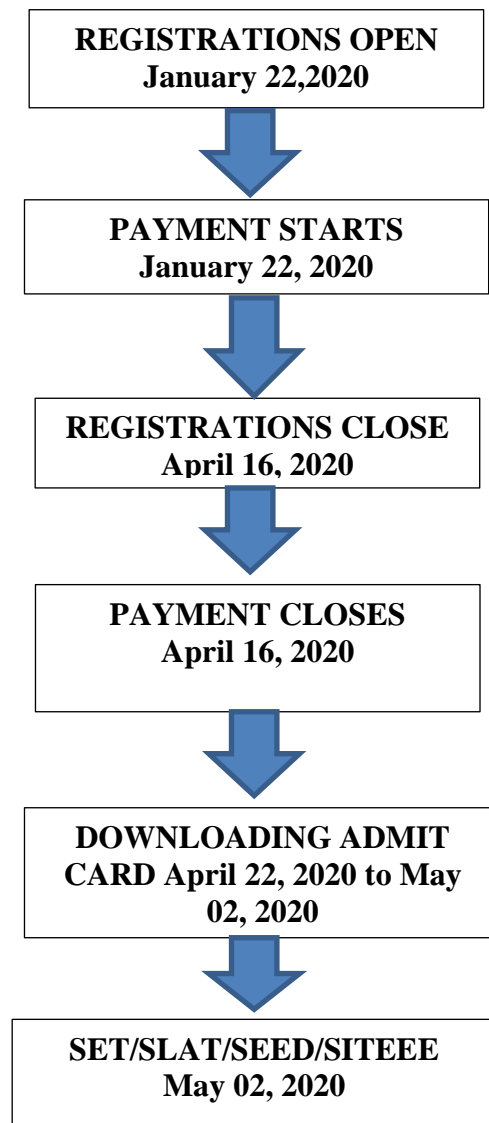 REGISTRATIONS OPEN
January 22,2020
PAYMENT STARTS
January 22, 2020
REGISTRATIONS CLOSE
April 16, 2020
PAYMENT CLOSES
April 16, 2020
DOWNLOADING ADMIT
CARD April 22, 2020 to May
02, 2020
SET/SLAT/SEED/SITEEE
May 02, 2020